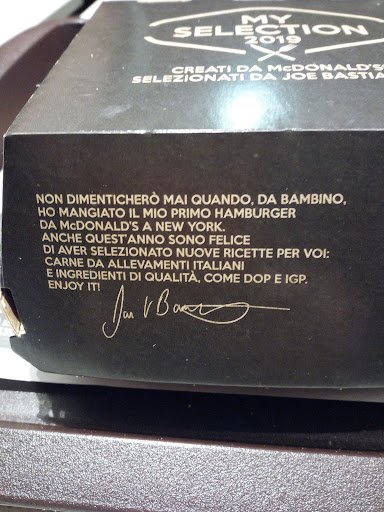 MY
SELECTION
2019
CREATI DA McDONALD'S
SELEZIONATI DA JOE BASTIA
NON DIMENTICHERÒ MAI QUANDO, DA BAMBINO,
HO MANGIATO IL MIO PRIMO HAMBURGER
DA McDONALD'S A NEW YORK.
ANCHE QUEST'ANNO SONO FELICE
DI AVER SELEZIONATO NUOVE RICETTE PER VOI:
CARNE DA ALLEVAMENTI ITALIANI
E INGREDIENTI DI QUALITÀ, COME DOP E IGP.
ENJOY IT!